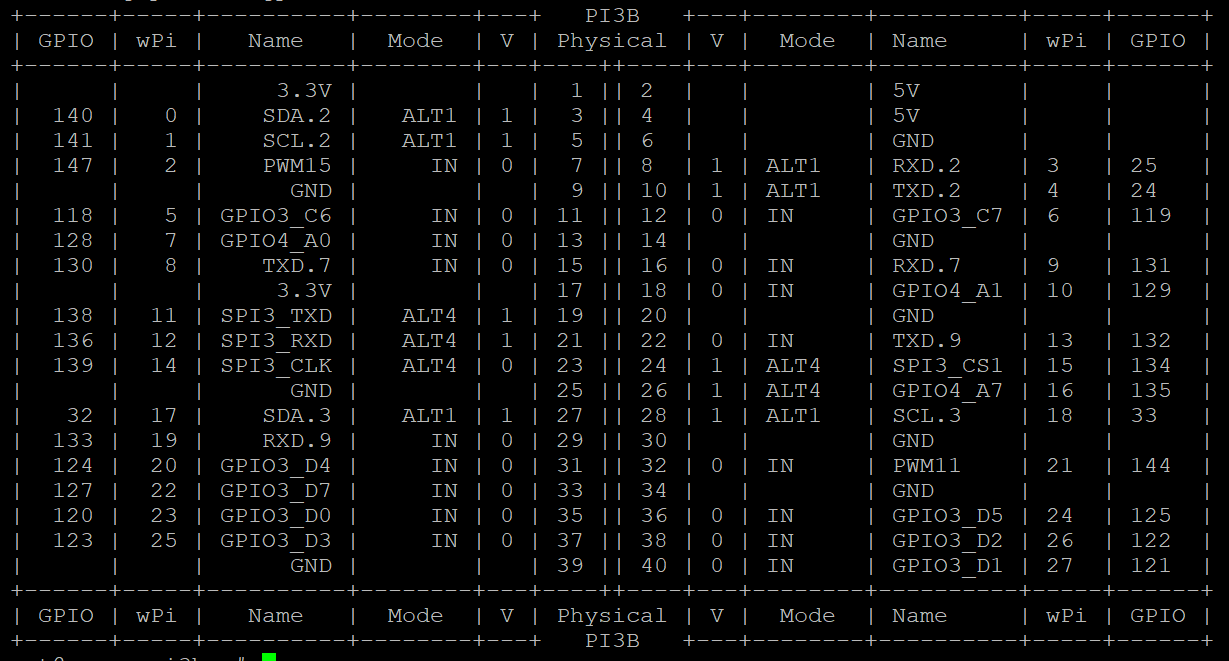 +------+-----+----------+--------+---+   PI3B   +---+--------+----------+-----+------+
| GPIO | wPi |   Name   |  Mode  | V | Physical | V |  Mode  | Name     | wPi | GPIO |
+------+-----+----------+--------+---+----++----+---+--------+----------+-----+------+
|      |     |     3.3V |        |   |  1 || 2  |   |        | 5V       |     |      |
|  140 |   0 |    SDA.2 |   ALT1 | 1 |  3 || 4  |   |        | 5V       |     |      |
|  141 |   1 |    SCL.2 |   ALT1 | 1 |  5 || 6  |   |        | GND      |     |      |
|  147 |   2 |    PWM15 |     IN | 0 |  7 || 8  | 1 | ALT1   | RXD.2    | 3   | 25   |
|      |     |      GND |        |   |  9 || 10 | 1 | ALT1   | TXD.2    | 4   | 24   |
|  118 |   5 | GPIO3_C6 |     IN | 0 | 11 || 12 | 0 | IN     | GPIO3_C7 | 6   | 119  |
|  128 |   7 | GPIO4_A0 |     IN | 0 | 13 || 14 |   |        | GND      |     |      |
|  130 |   8 |    TXD.7 |     IN | 0 | 15 || 16 | 0 | IN     | RXD.7    | 9   | 131  |
|      |     |     3.3V |        |   | 17 || 18 | 0 | IN     | GPIO4_A1 | 10  | 129  |
|  138 |  11 | SPI3_TXD |   ALT4 | 1 | 19 || 20 |   |        | GND      |     |      |
|  136 |  12 | SPI3_RXD |   ALT4 | 1 | 21 || 22 | 0 | IN     | TXD.9    | 13  | 132  |
|  139 |  14 | SPI3_CLK |   ALT4 | 0 | 23 || 24 | 1 | ALT4   | SPI3_CS1 | 15  | 134  |
|      |     |      GND |        |   | 25 || 26 | 1 | ALT4   | GPIO4_A7 | 16  | 135  |
|   32 |  17 |    SDA.3 |   ALT1 | 1 | 27 || 28 | 1 | ALT1   | SCL.3    | 18  | 33   |
|  133 |  19 |    RXD.9 |     IN | 0 | 29 || 30 |   |        | GND      |     |      |
|  124 |  20 | GPIO3_D4 |     IN | 0 | 31 || 32 | 0 | IN     | PWM11    | 21  | 144  |
|  127 |  22 | GPIO3_D7 |     IN | 0 | 33 || 34 |   |        | GND      |     |      |
|  120 |  23 | GPIO3_D0 |     IN | 0 | 35 || 36 | 0 | IN     | GPIO3_D5 | 24  | 125  |
|  123 |  25 | GPIO3_D3 |     IN | 0 | 37 || 38 | 0 | IN     | GPIO3_D2 | 26  | 122  |
|      |     |      GND |        |   | 39 || 40 | 0 | IN     | GPIO3_D1 | 27  | 121  |
+------+-----+----------+--------+---+----++----+---+--------+----------+-----+------+
| GPIO | wPi |   Name   |  Mode  | V | Physical | V |  Mode  | Name     | wPi | GPIO |
+------+-----+----------+--------+---+   PI3B   +---+--------+----------+-----+------+